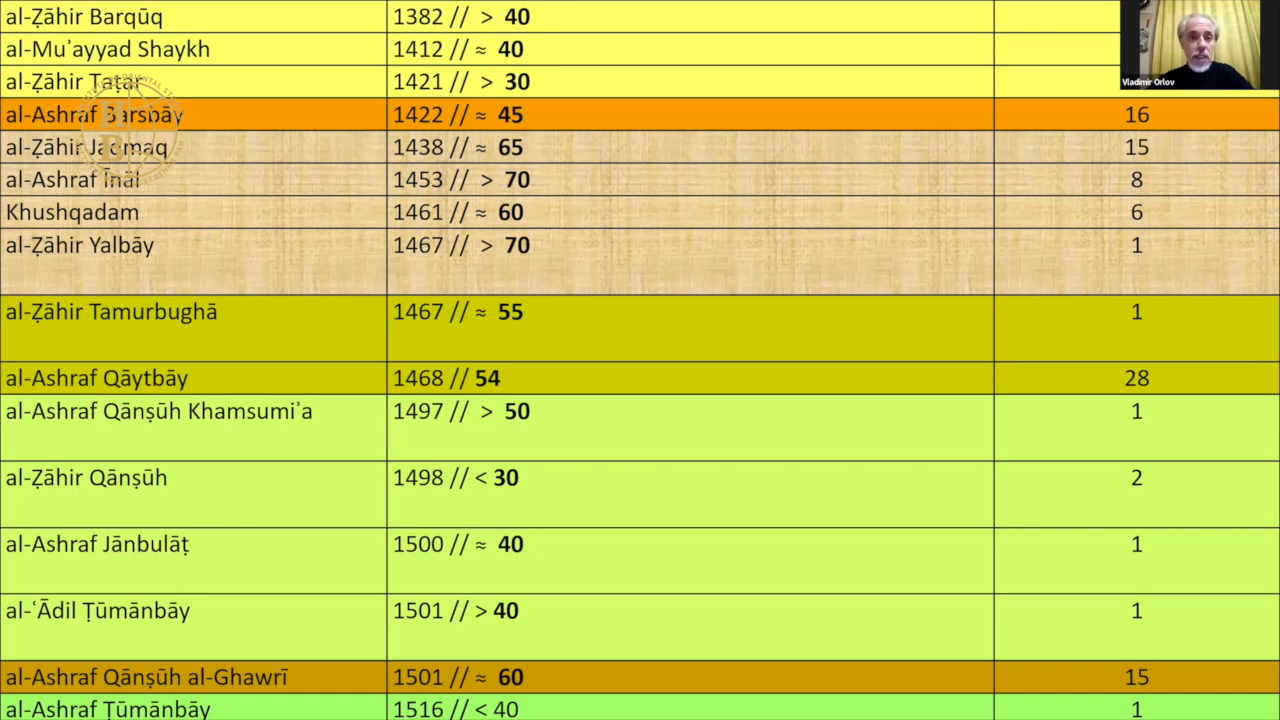 al-Ẓāhir Barqūq 1382 // > 40
al-Muʾayyad Shaykh 1412 // ≈ 40
al-Ẓāhir Taṭar 1421 // > 30
Vladimir Orlov
al-Ashraf Barsbāy 1422 // ≈ 45 16
al-Ẓāhir Jaqmaq 1438 // ≈ 65 15
al-Ashraf Īnāl 1453 // > 70 8
Khushqadam 1461 // ≈ 60 6
al-Ẓāhir Yalbāy 1467 // > 70 1
al-Ẓāhir Tamurbughā 1467 // ≈ 55 1
al-Ashraf Qāytbāy 1468 // 54 28
al-Ashraf Qānṣūh Khamsumiʾa 1497 // > 50 1
al-Ẓāhir Qānṣūh 1498 // < 30 2
al-Ashraf Jānbulāṭ 1500 // ≈ 40 1
al-ʿĀdil Ṭūmānbāy 1501 // > 40 1
al-Ashraf Qānṣūh al-Ghawrī 1501 // ≈ 60 15
al-Ashraf Ṭūmānbāy 1516 // < 40 1